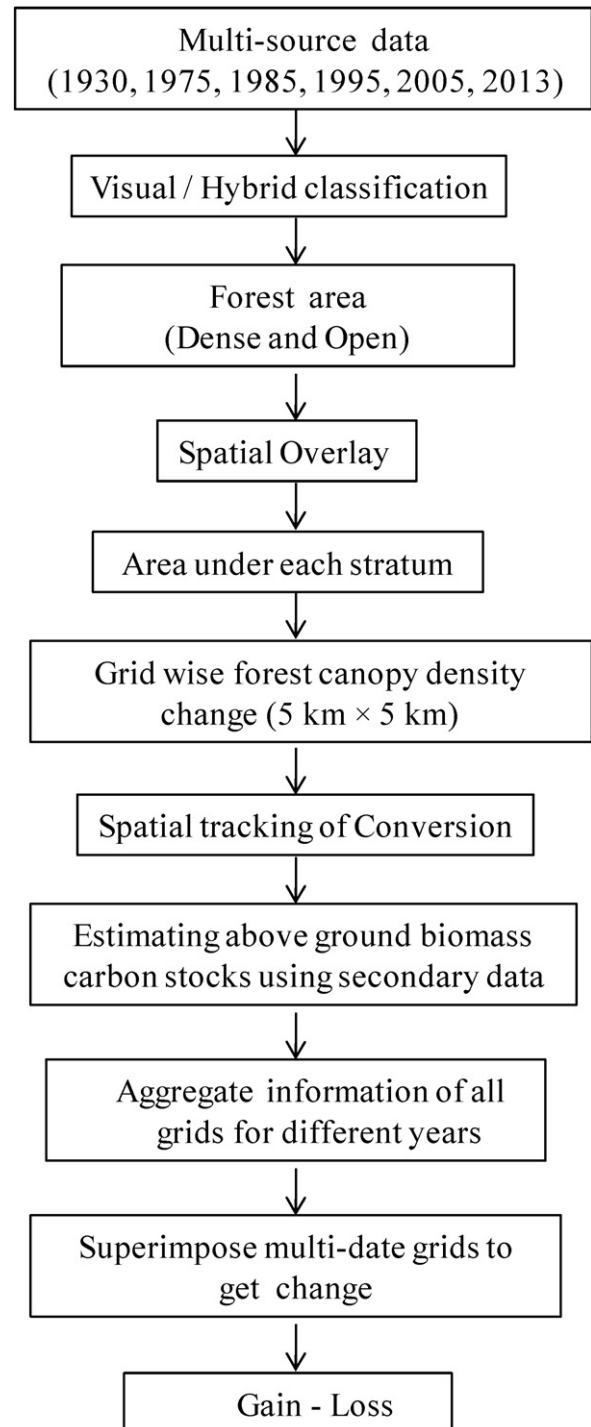 Multi-source data
(1930, 1975, 1985, 1995, 2005, 2013)
Visual / Hybrid classification
Forest area
(Dense and Open)
Spatial Overlay
Area under each stratum
Grid wise forest canopy density
change (5 km × 5 km)
Spatial tracking of Conversion
Estimating above ground biomass
carbon stocks using secondary data
Aggregate information of all
grids for different years
Superimpose multi-date grids to
get change
Gain - Loss